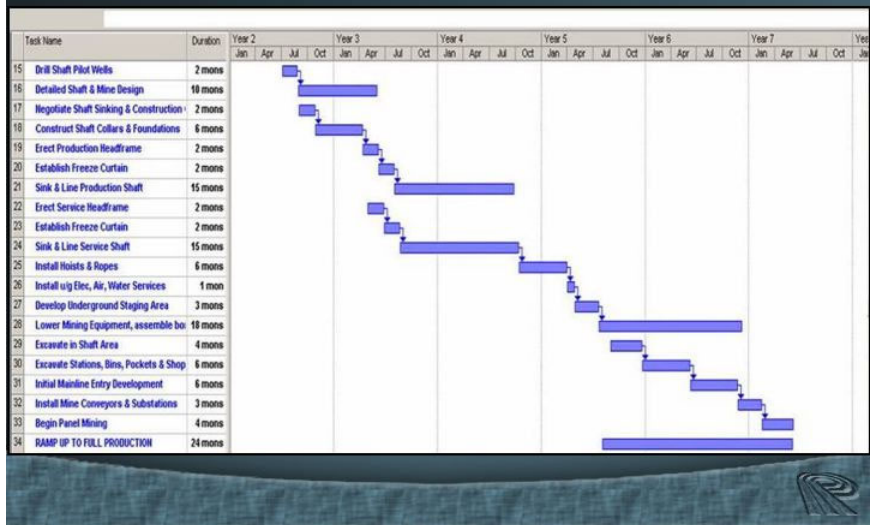 Task Name Duration Year 2 Year 3 Year 4 Year 5 Year 6 Year 7
Jan Apr Jul Oct Jan Apr Jul Oct Jan Apr Jul Oct Jan Apr Jul Oct Jan Apr Jul Oct Jan Apr Jul Oct
15 Drill Shaft Pilot Wells 2 mons
16 Detailed Shaft & Mine Design 10 mons
17 Negotiate Shaft Sinking & Construction 2 mons
18 Construct Shaft Collars & Foundations 6 mons
19 Erect Production Headframe 2 mons
20 Establish Freeze Curtain 2 mons
21 Sink & Line Production Shaft 15 mons
22 Erect Service Headframe 2 mons
23 Establish Freeze Curtain 2 mons
24 Sink & Line Service Shaft 15 mons
25 Install Hoists & Ropes 6 mons
26 Install u/g Elec, Air, Water Services 1 mon
27 Develop Underground Staging Area 3 mons
28 Lower Mining Equipment, assemble 18 mons
29 Excavate in Shaft Area 4 mons
30 Excavate Stations, Bins, Pockets & Shop 6 mons
31 Initial Mainline Entry Development 6 mons
32 Install Mine Conveyors & Substations 3 mons
33 Begin Panel Mining 4 mons
34 RAMP UP TO FULL PRODUCTION 24 mons